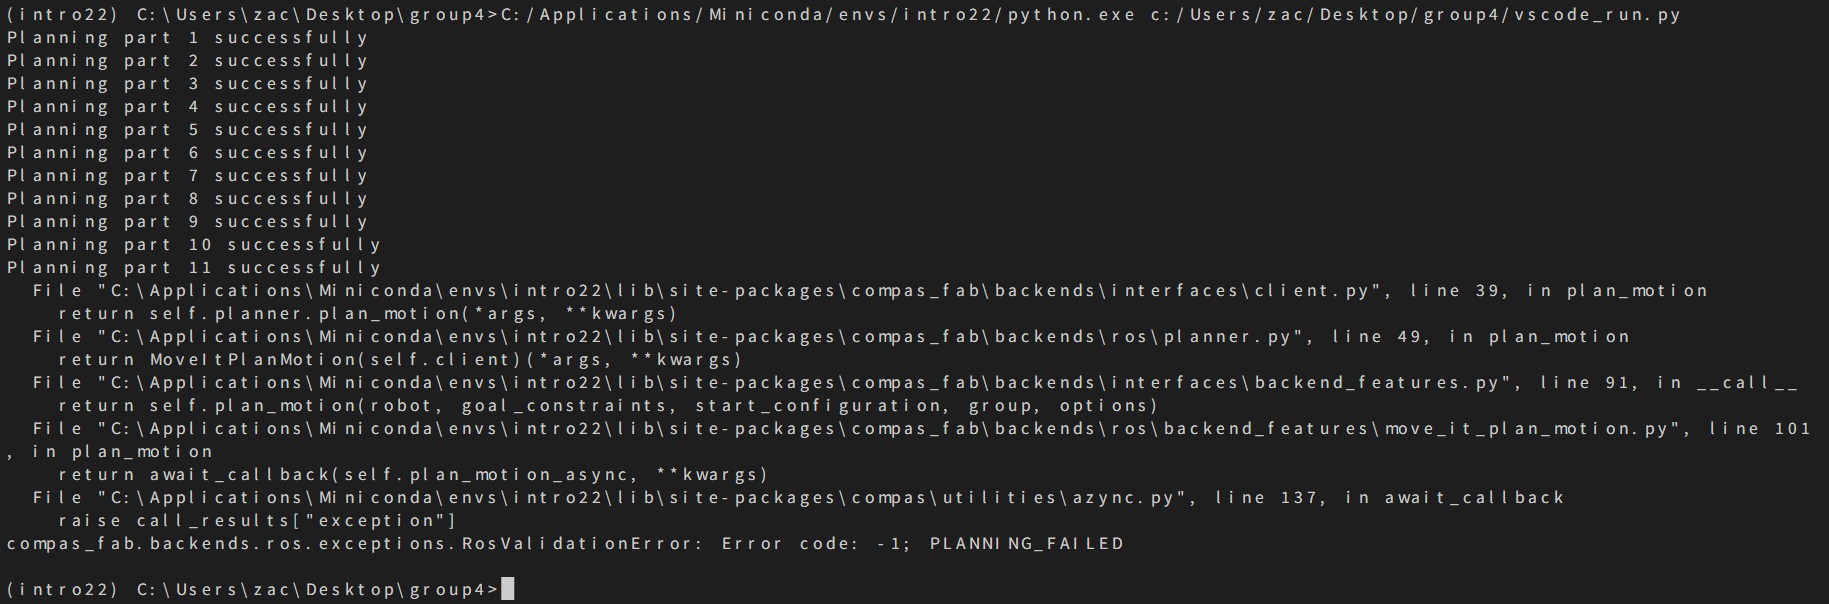 (intro22) C:\Users\zac\Desktop\group4>C:/Applications/Miniconda/envs/intro22/python.exe c:/Users/zac/Desktop/group4/vscode_run.py
Planning part 1 successfully
Planning part 2 successfully
Planning part 3 successfully
Planning part 4 successfully
Planning part 5 successfully
Planning part 6 successfully
Planning part 7 successfully
Planning part 8 successfully
Planning part 9 successfully
Planning part 10 successfully
Planning part 11 successfully
  File "C:\Applications\Miniconda\envs\intro22\lib\site-packages\compas_fab\backends\interfaces\client.py", line 39, in plan_motion
    return self.planner.plan_motion(*args, **kwargs)
  File "C:\Applications\Miniconda\envs\intro22\lib\site-packages\compas_fab\backends\ros\planner.py", line 49, in plan_motion
    return MoveItPlanMotion(self.client)(*args, **kwargs)
  File "C:\Applications\Miniconda\envs\intro22\lib\site-packages\compas_fab\backends\interfaces\backend_features.py", line 91, in __call__
    return self.plan_motion(robot, goal_constraints, start_configuration, group, options)
  File "C:\Applications\Miniconda\envs\intro22\lib\site-packages\compas_fab\backends\ros\backend_features\move_it_plan_motion.py", line 101
, in plan_motion
    return await_callback(self.plan_motion_async, **kwargs)
  File "C:\Applications\Miniconda\envs\intro22\lib\site-packages\compas\utilities\azync.py", line 137, in await_callback
    raise call_results["exception"]
compas_fab.backends.ros.exceptions.RosValidationError: Error code: -1; PLANNING_FAILED
(intro22) C:\Users\zac\Desktop\group4>